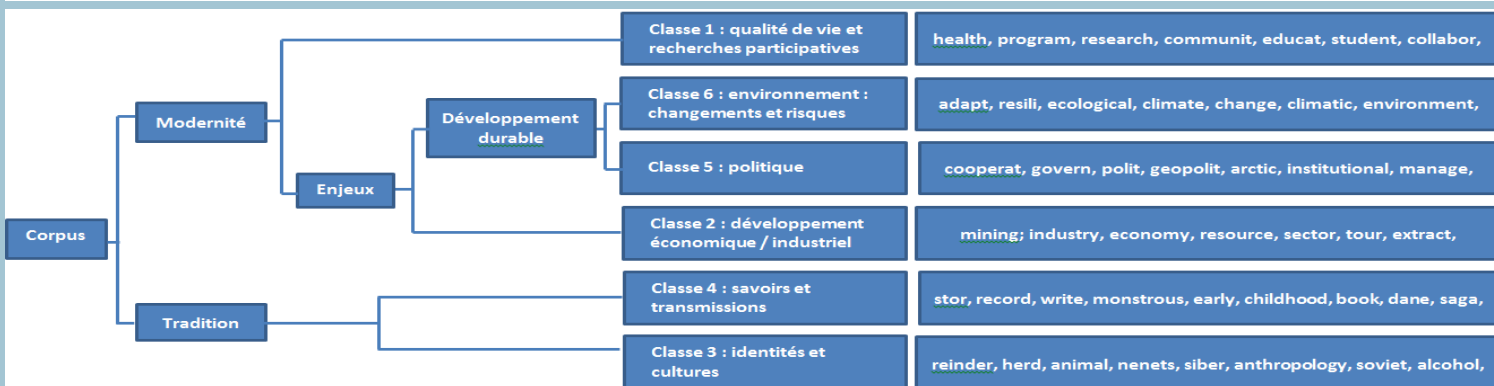 Classe 1 : qualité de vie et
recherches participatives
health, program, research, communit, educat, student, collabor,
Modernité
Développement
durable
Classe 6 : environnement :
changements et risques
adapt, resili, ecological, climate, change, climatic, environment,
Enjeux
Classe 5 : politique
cooperat, govern, polit, geopolit, arctic, institutional, manage,
Corpus
Classe 2 : développement
économique / industriel
mining; industry, economy, resource, sector, tour, extract,
Tradition
Classe 4 : savoirs et
transmissions
stor, record, write, monstrous, early, childhood, book, dane, saga,
Classe 3 : identités et
cultures
reinder, herd, animal, nenets, siber, anthropology, soviet, alcohol,